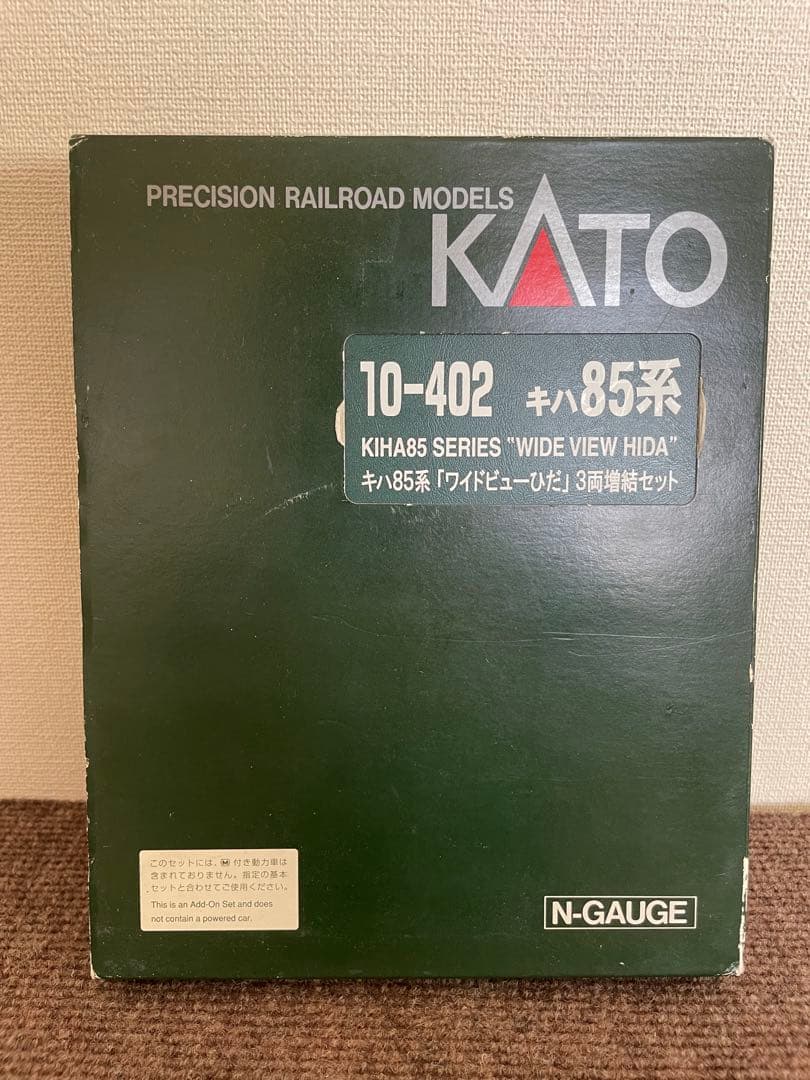 PRECISION RAILROAD MODELS
KATO
10-402 キハ85系
KIHA85 SERIES "WIDE VIEW HIDA"
キハ85系「ワイドビューひだ」3両増結セット
このセットには、Ⓜ付き動力車は
含まれておりません。指定の基本
セットと合わせてご使用ください。
This is an Add-On Set and does
not contain a powered car.
N-GAUGE